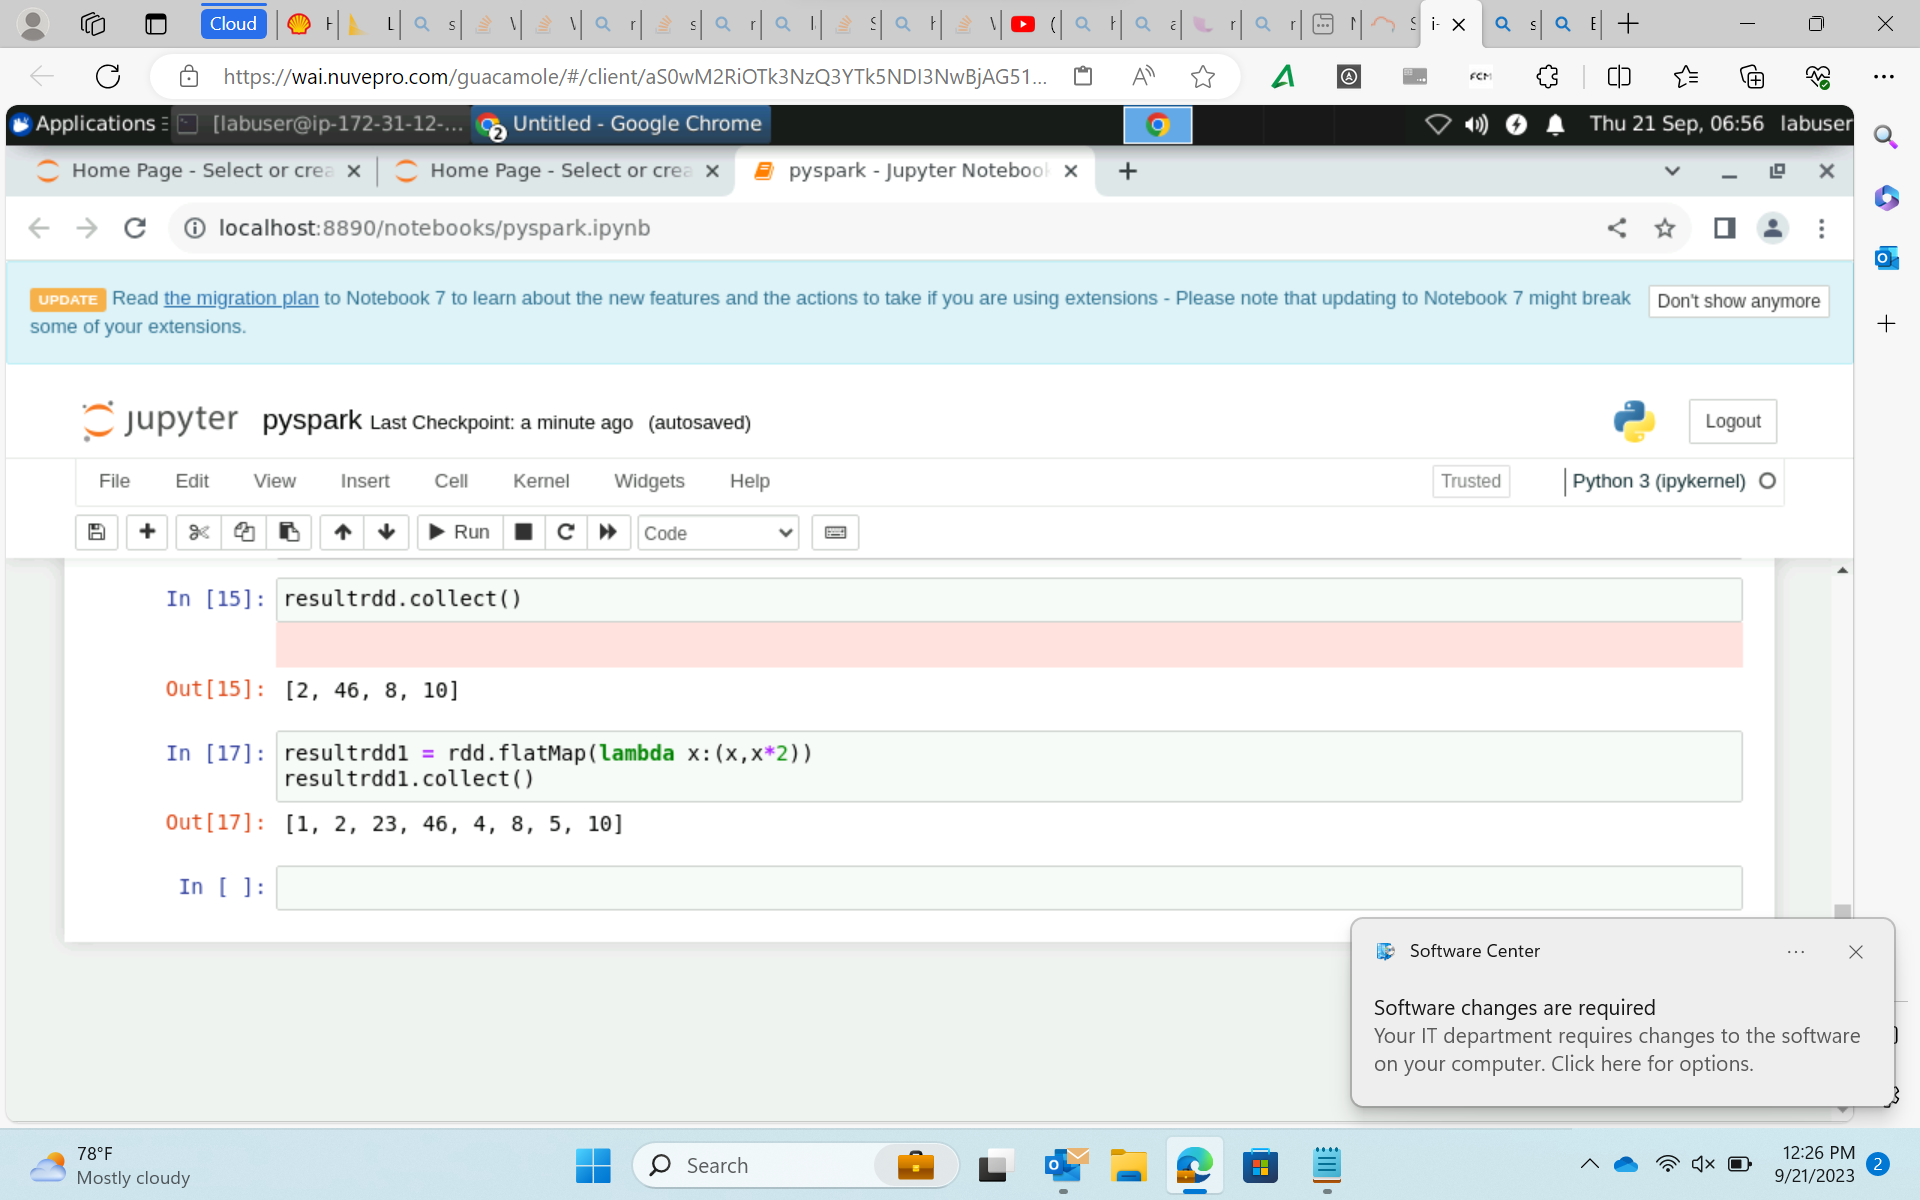 Cloud
https://wai.nuvepro.com/guacamole/#/client/aS0wM2RiOTk3NzQ3YTk5NDI3NwBjAG51...
Applications
[labuser@ip-172-31-12-...
Untitled - Google Chrome
Thu 21 Sep, 06:56 labuser
Home Page - Select or crea
Home Page - Select or crea
pyspark - Jupyter Notebook
localhost:8890/notebooks/pyspark.ipynb
UPDATE Read the migration plan to Notebook 7 to learn about the new features and the actions to take if you are using extensions - Please note that updating to Notebook 7 might break
some of your extensions.
Don't show anymore
jupyter pyspark Last Checkpoint: a minute ago (autosaved)
Logout
File Edit View Insert Cell Kernel Widgets Help
Trusted
Python 3 (ipykernel)
Run
Code
In [15]: resultrdd.collect()
Out[15]: [2, 46, 8, 10]
In [17]: resultrdd1 = rdd.flatMap(lambda x:(x,x*2))
resultrdd1.collect()
Out[17]: [1, 2, 23, 46, 4, 8, 5, 10]
In [ ]:
Software Center
Software changes are required
Your IT department requires changes to the software
on your computer. Click here for options.
78°F
Mostly cloudy
Search
12:26 PM
9/21/2023
2